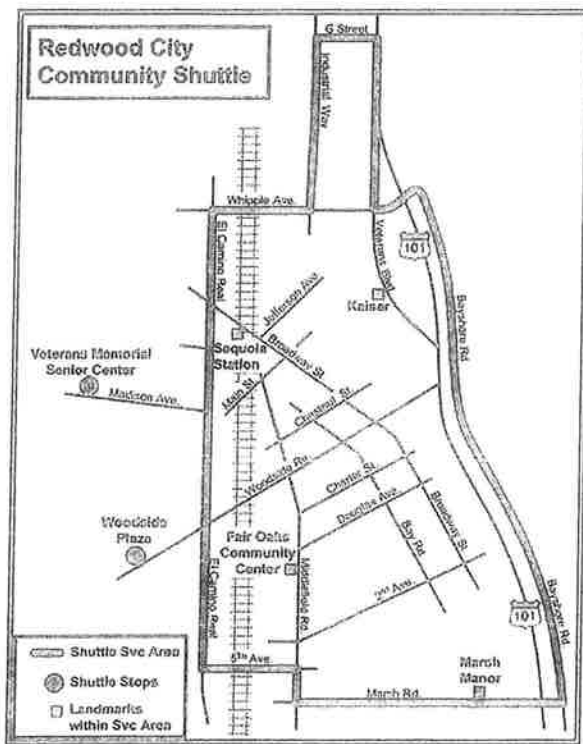 Redwood City
Community Shuttle
G Street
Industrial Way
Whipple Ave.
El Camino Real
Veterans Blvd.
101
Bayshore Rd
Kaiser
Jefferson Ave.
Sequoia
Station
Broadway St.
Veterans Memorial
Senior Center
Madison Ave.
Main St
Chestnut St.
Woodside Rd.
Charter St.
Douglas Ave.
Broadway St.
Bay Rd.
Woodside
Plaza
Fair Oaks
Community
Center
El Camino Real
Middlefield Rd
2nd Ave.
5th Ave.
101
Bayshore Rd
Marsh
Manor
Marsh Rd.
Shuttle Svc Area
Shuttle Stops
Landmarks
within Svc Area